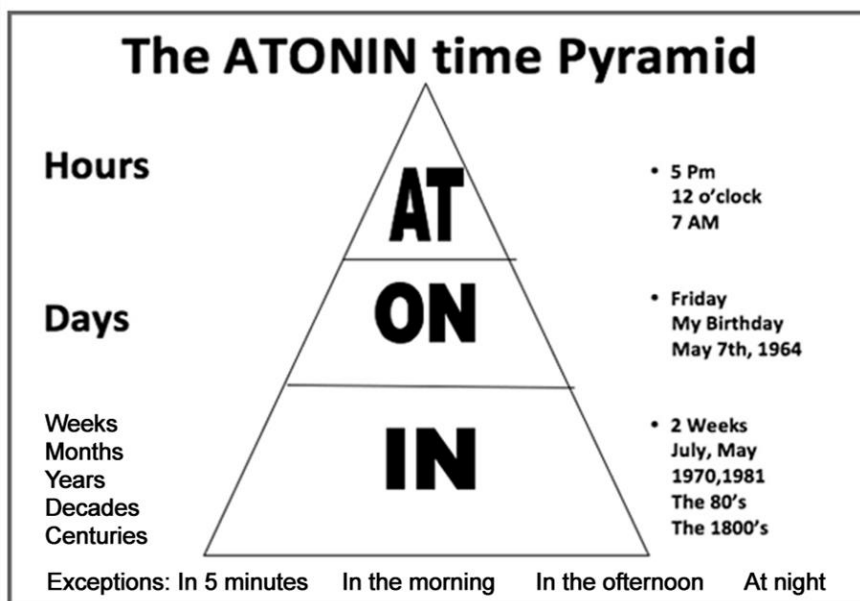 The ATONIN time Pyramid
Hours
AT
• 5 Pm
12 o’clock
7 AM
Days
ON
• Friday
My Birthday
May 7th, 1964
Weeks
Months
Years
Decades
Centuries
IN
• 2 Weeks
July, May
1970,1981
The 80’s
The 1800’s
Exceptions: In 5 minutes In the morning In the ofternoon At night